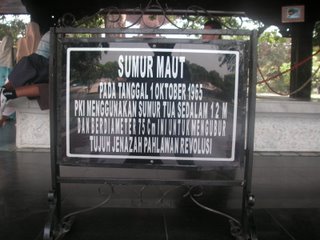 SUMUR MAUT
PADA TANGGAL 1 OKTOBER 1965
PKI MENGGUNAKAN SUMUR TUA SEDALAM 12 M
DAN BERDIAMETER 75 Cm INI UNTUK MENGUBUR
TUJUH JENAZAH PAHLAWAN REVOLUSI